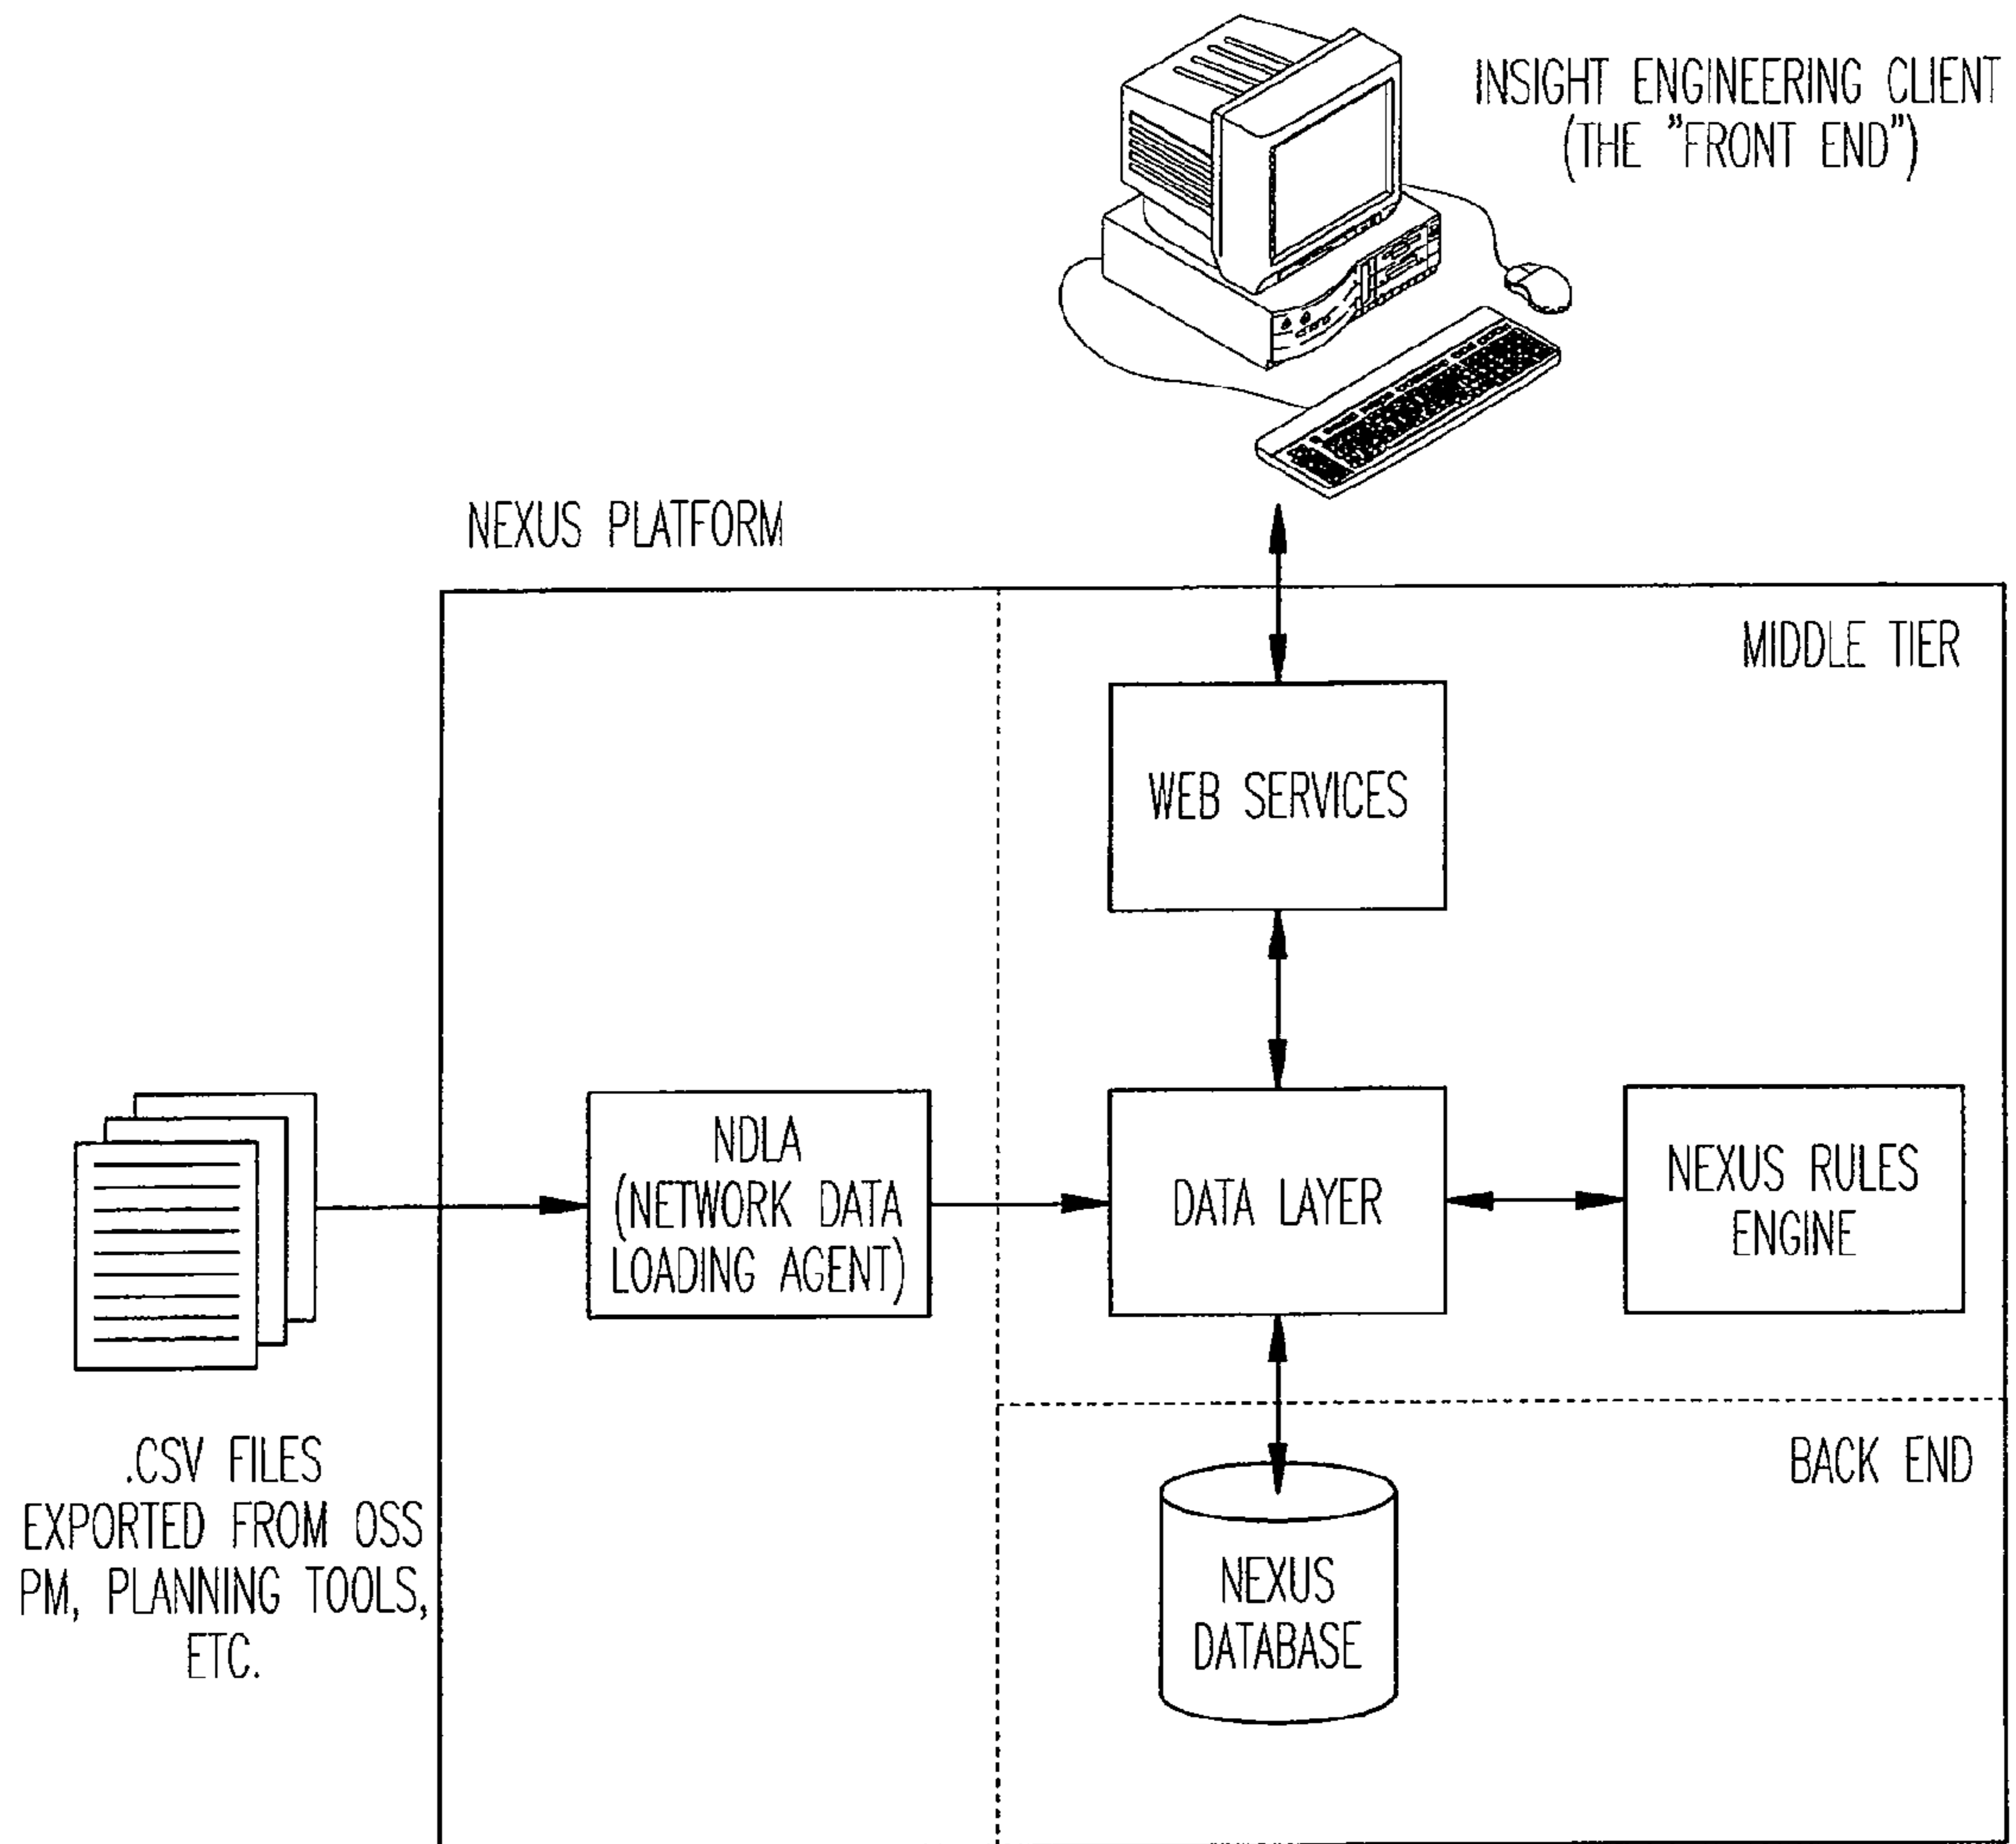 INSIGHT ENGINEERING CLIENT
(THE "FRONT END")
NEXUS PLATFORM
MIDDLE TIER
WEB SERVICES
NDLA
(NETWORK DATA
LOADING AGENT)
DATA LAYER
NEXUS RULES
ENGINE
.CSV FILES
EXPORTED FROM OSS
PM, PLANNING TOOLS,
ETC.
BACK END
NEXUS
DATABASE